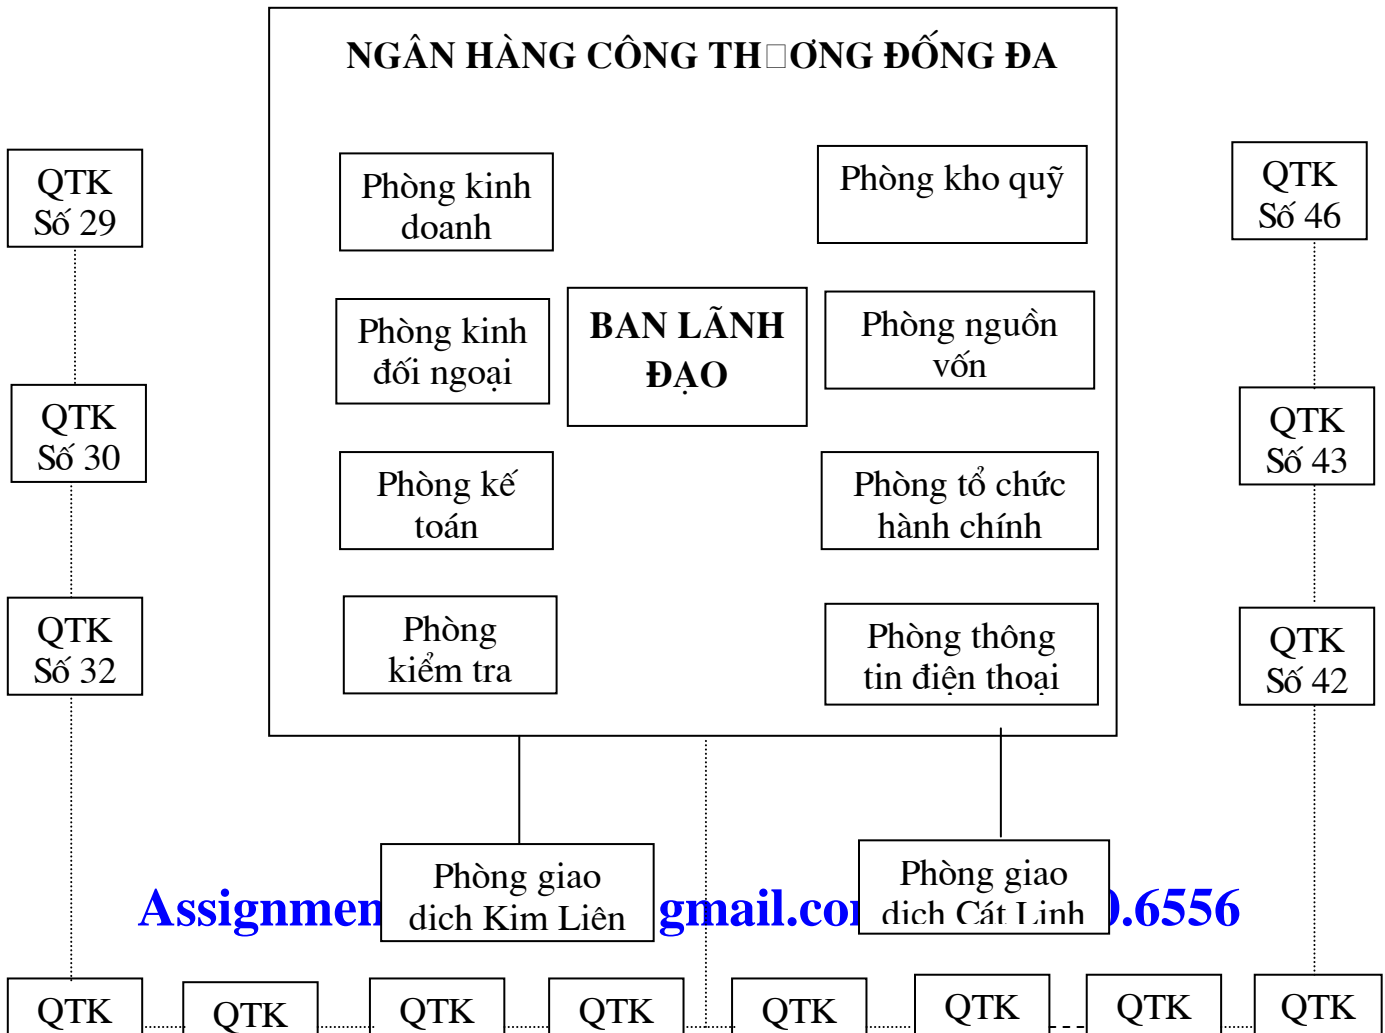 NGÂN HÀNG CÔNG TH□ƠNG ĐỐNG ĐA
QTK
Số 29
Phòng kinh
doanh
Phòng kho quỹ
QTK
Số 46
Phòng kinh
đối ngoại
BAN LÃNH
ĐẠO
Phòng nguồn
vốn
QTK
Số 30
Phòng kế
toán
Phòng tổ chức
hành chính
QTK
Số 43
QTK
Số 32
Phòng
kiểm tra
Phòng thông
tin điện thoại
QTK
Số 42
Phòng giao
dịch Kim Liên
Phòng giao
dịch Cát Linh
gmail.co .6556
QTK
QTK
QTK
QTK
QTK
QTK
QTK
QTK